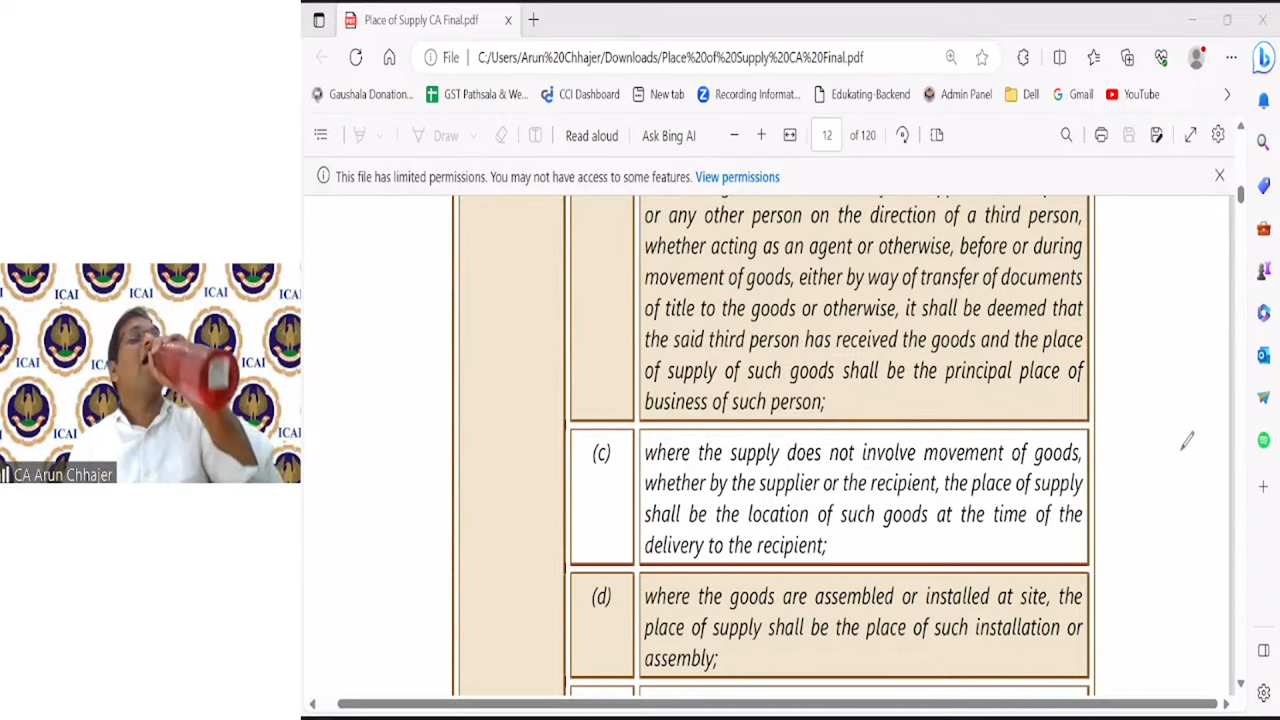 Place of Supply CA Final.pdf
File
C:/Users/Arun%20Chhajer/Downloads/Place%20of%20Supply%20CA%20Final.pdf
Gaushala Donation...
GST Pathsala & We...
CCI Dashboard
New tab
Recording Informat...
Edukating-Backend
Admin Panel
Dell
Gmail
YouTube
Draw
Read aloud
Ask Bing AI
12
of 120
This file has limited permissions. You may not have access to some features. View permissions
or any other person on the direction of a third person,
whether acting as an agent or otherwise, before or during
movement of goods, either by way of transfer of documents
of title to the goods or otherwise, it shall be deemed that
the said third person has received the goods and the place
of supply of such goods shall be the principal place of
business of such person;
(c) where the supply does not involve movement of goods,
whether by the supplier or the recipient, the place of supply
shall be the location of such goods at the time of the
delivery to the recipient;
(d) where the goods are assembled or installed at site, the
place of supply shall be the place of such installation or
assembly;
ICAI
ICAI
ICAI
ICAI
ICAI
ICAI
ICAI
ICAI
CA Arun Chhajer